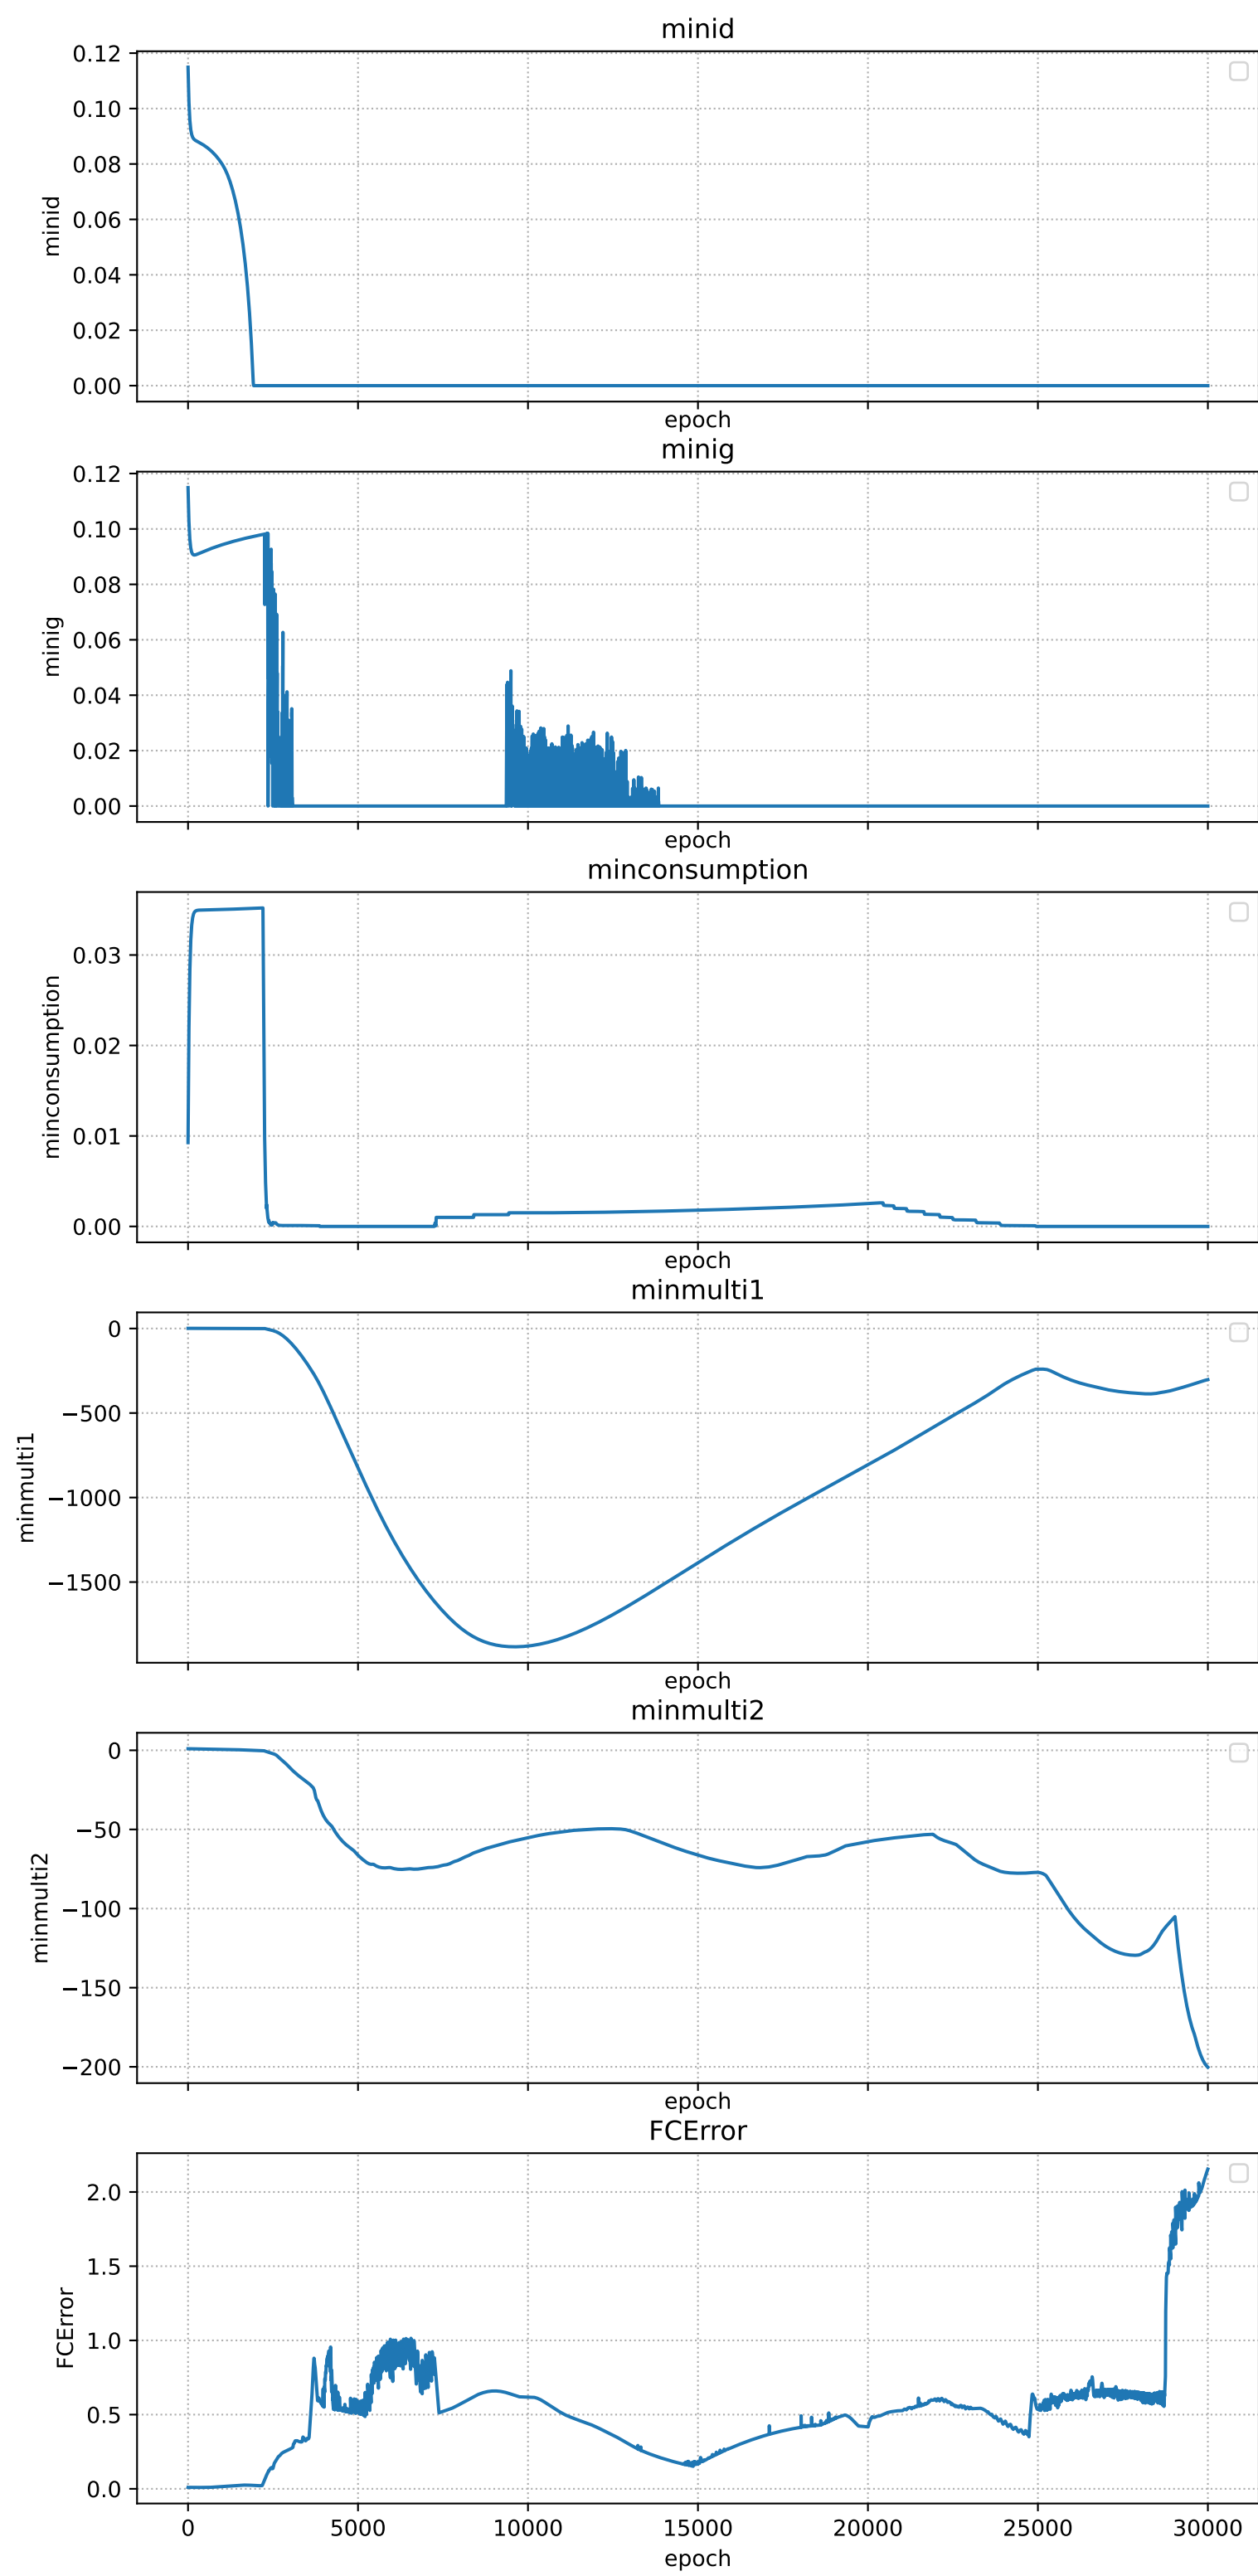 minid
0.12
0.10
0.08
0.06
0.04
0.02
0.00
minid
epoch
minig
0.12
0.10
0.08
0.06
0.04
0.02
0.00
minig
epoch
minconsumption
0.03
0.02
0.01
0.00
minconsumption
epoch
minmulti1
0
−500
−1000
−1500
minmulti1
epoch
minmulti2
0
−50
−100
−150
−200
minmulti2
epoch
FCError
2.0
1.5
1.0
0.5
0.0
FCError
0 5000 10000 15000 20000 25000 30000
epoch